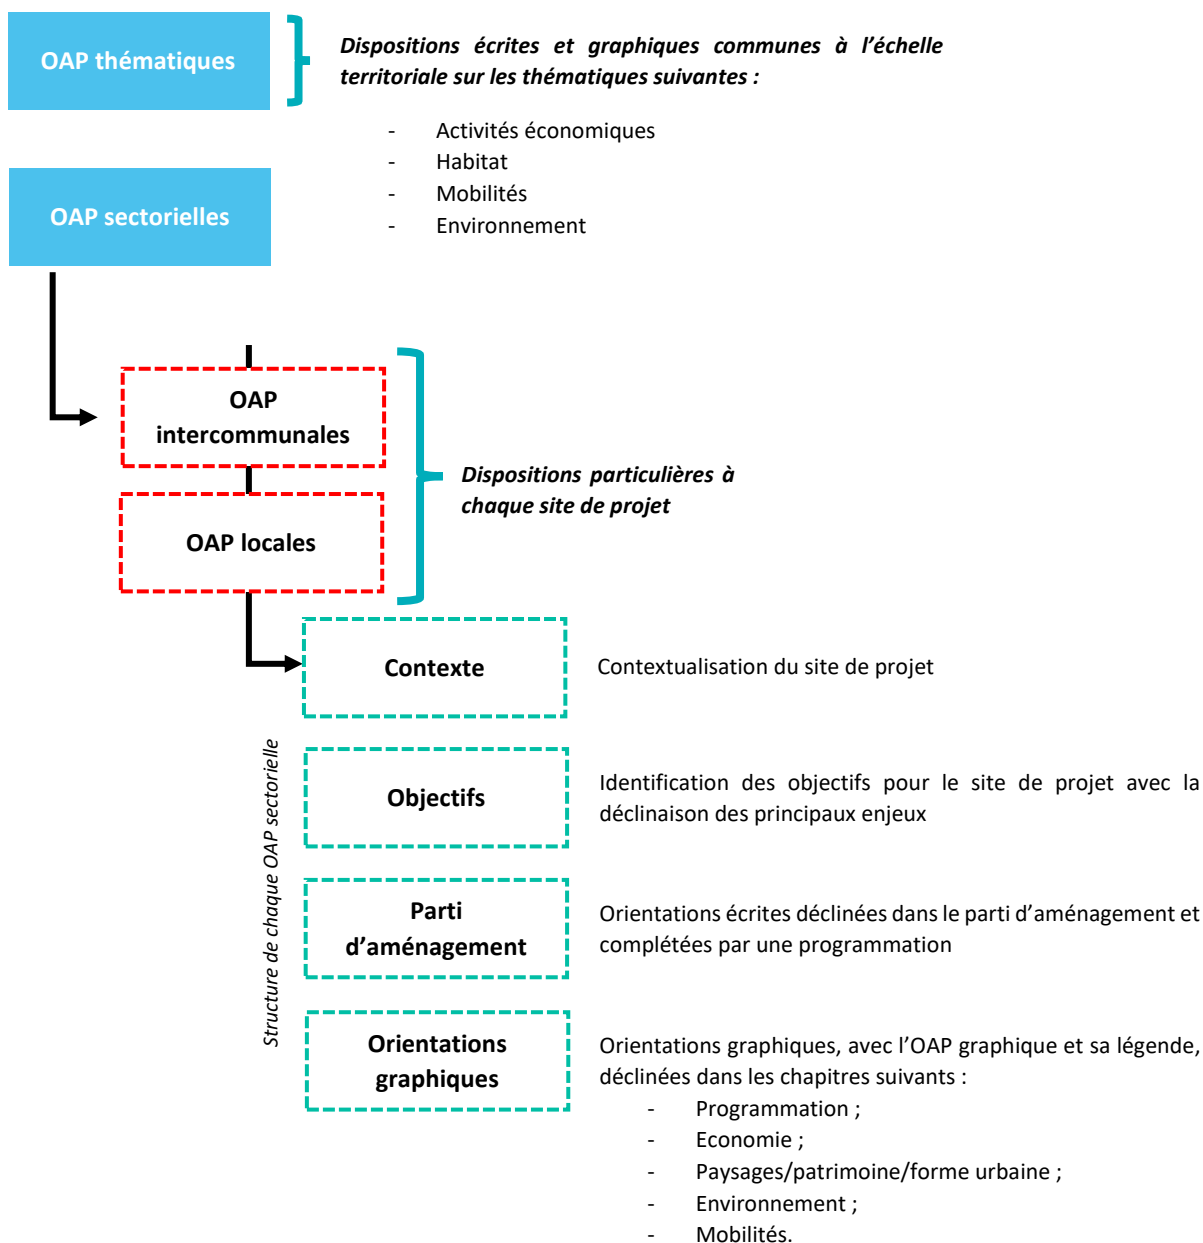 OAP thématiques
Dispositions écrites et graphiques communes à l’échelle
territoriale sur les thématiques suivantes :
- Activités économiques
- Habitat
- Mobilités
- Environnement
OAP sectorielles
OAP
intercommunales
OAP locales
Dispositions particulières à
chaque site de projet
Structure de chaque OAP sectorielle
Contexte
Contextualisation du site de projet
Objectifs
Identification des objectifs pour le site de projet avec la
déclinaison des principaux enjeux
Parti
d’aménagement
Orientations écrites déclinées dans le parti d’aménagement et
complétées par une programmation
Orientations
graphiques
Orientations graphiques, avec l’OAP graphique et sa légende,
déclinées dans les chapitres suivants :
- Programmation ;
- Economie ;
- Paysages/patrimoine/forme urbaine ;
- Environnement ;
- Mobilités.